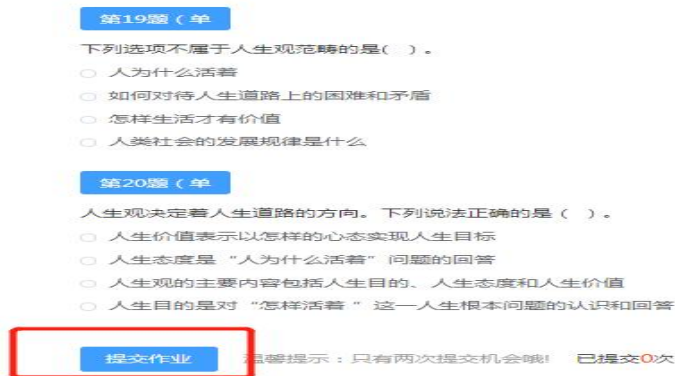 第19题 ( 单
下列选项不属于人生观范畴的是( ) 。
人为什么活着
如何对待人生道路上的困难和矛盾
怎样生活才有价值
人类社会的发展规律是什么
第20题 ( 单
人生观决定着人生道路的方向。下列说法正确的是 ( ) 。
人生价值表示以怎样的心态实现人生目标
人生态度是“人为什么活着”问题的回答
人生观的主要内容包括人生目的、人生态度和人生价值
人生目的是对“怎样活着 ”这一人生根本问题的认识和回答
提交作业 温馨提示：只有两次提交机会哦! 已提交0次